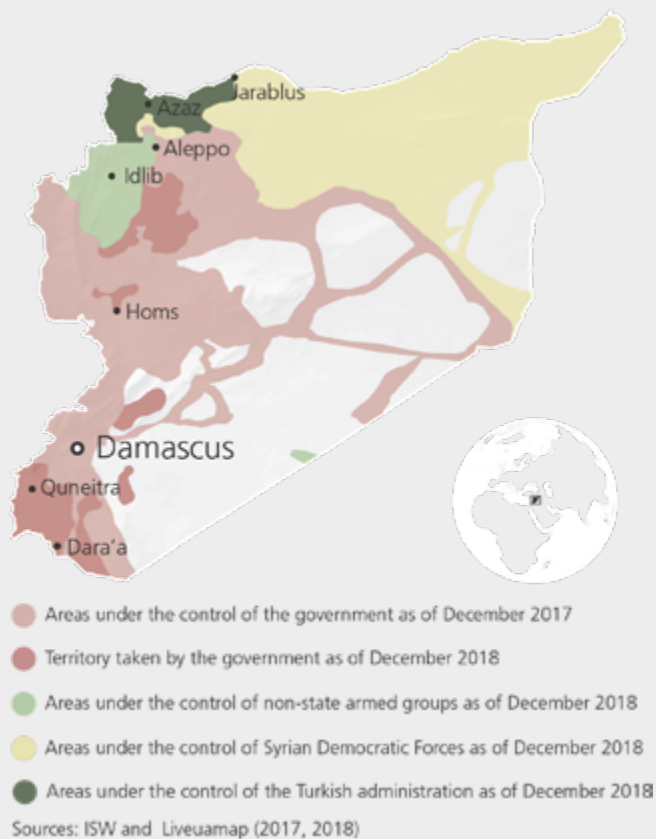 Jarablus
Azaz
Aleppo
Idlib
Homs
Damascus
Quneitra
Dara'a
Areas under the control of the government as of December 2017
Territory taken by the government as of December 2018
Areas under the control of non-state armed groups as of December 2018
Areas under the control of Syrian Democratic Forces as of December 2018
Areas under the control of the Turkish administration as of December 2018
Sources: ISW and Liveuamap (2017, 2018)